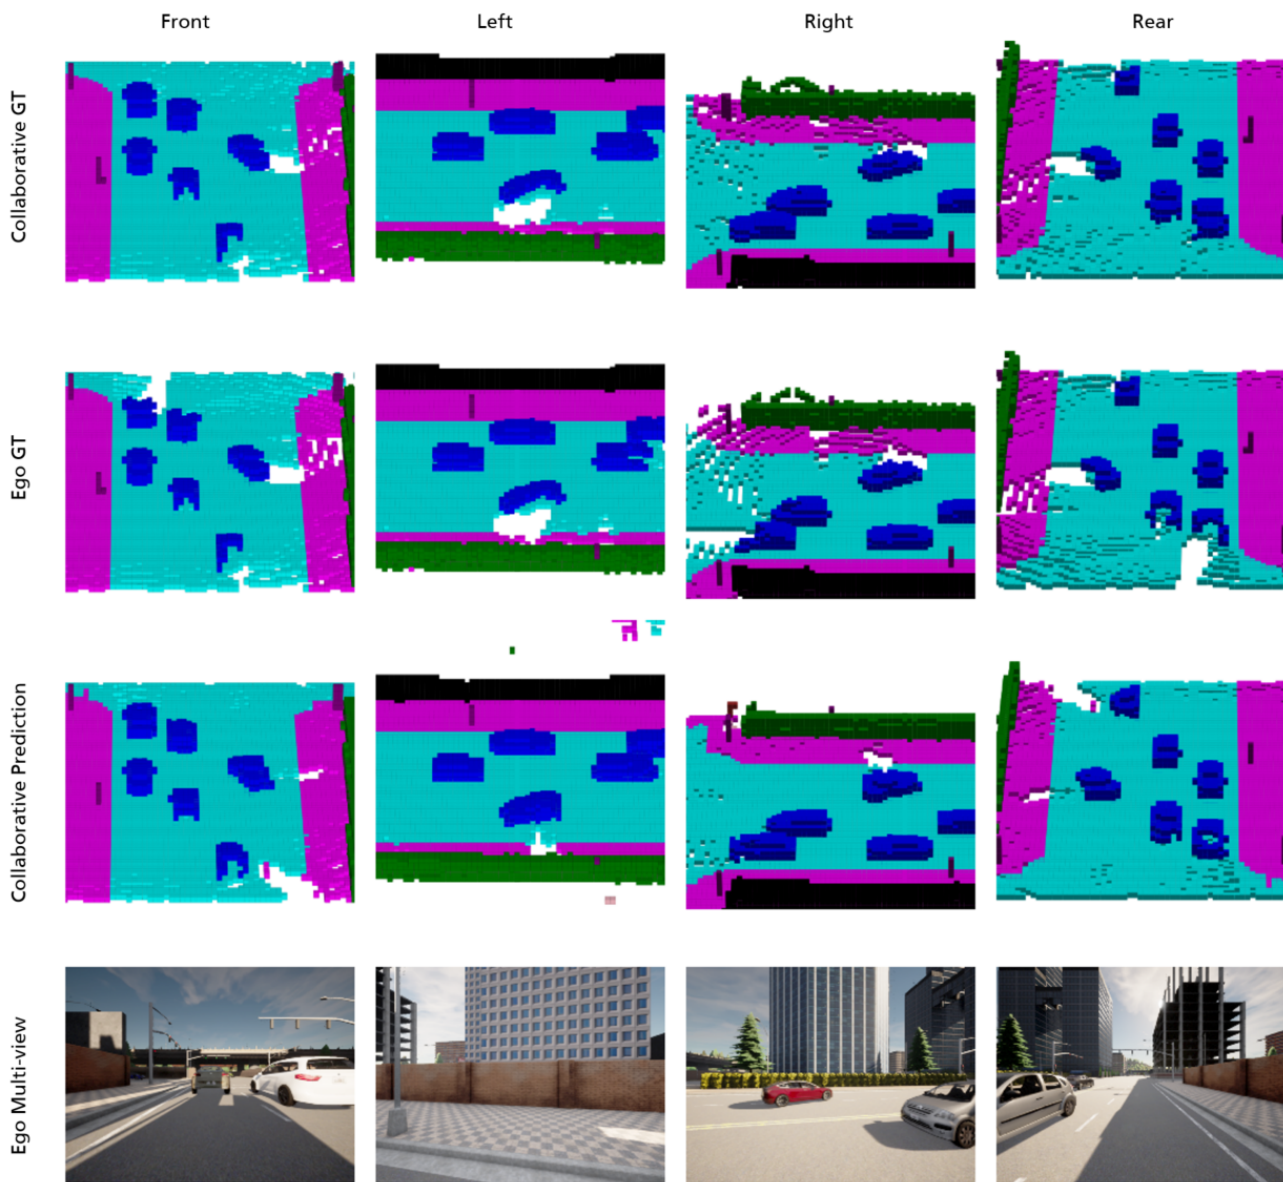 Front
Left
Right
Rear
Collaborative GT
Ego GT
Collaborative Prediction
Ego Multi-view